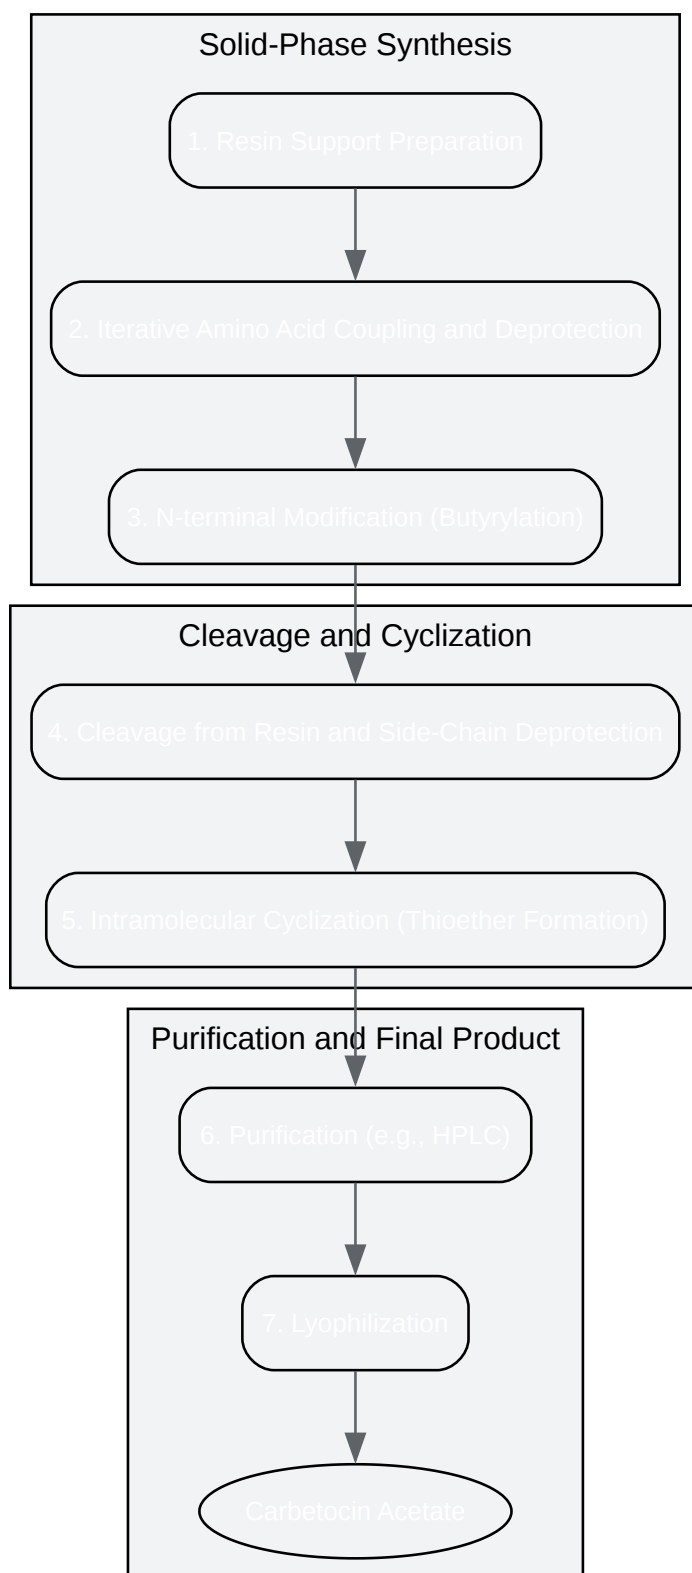 Solid-Phase Synthesis
1. Resin Support Preparation
2. Iterative Amino Acid Coupling and Deprotection
3. N-terminal Modification (Butyrylation)
Cleavage and Cyclization
4. Cleavage from Resin and Side-Chain Deprotection
5. Intramolecular Cyclization (Thioether Formation)
Purification and Final Product
6. Purification (e.g., HPLC)
7. Lyophilization
Carbetocin Acetate